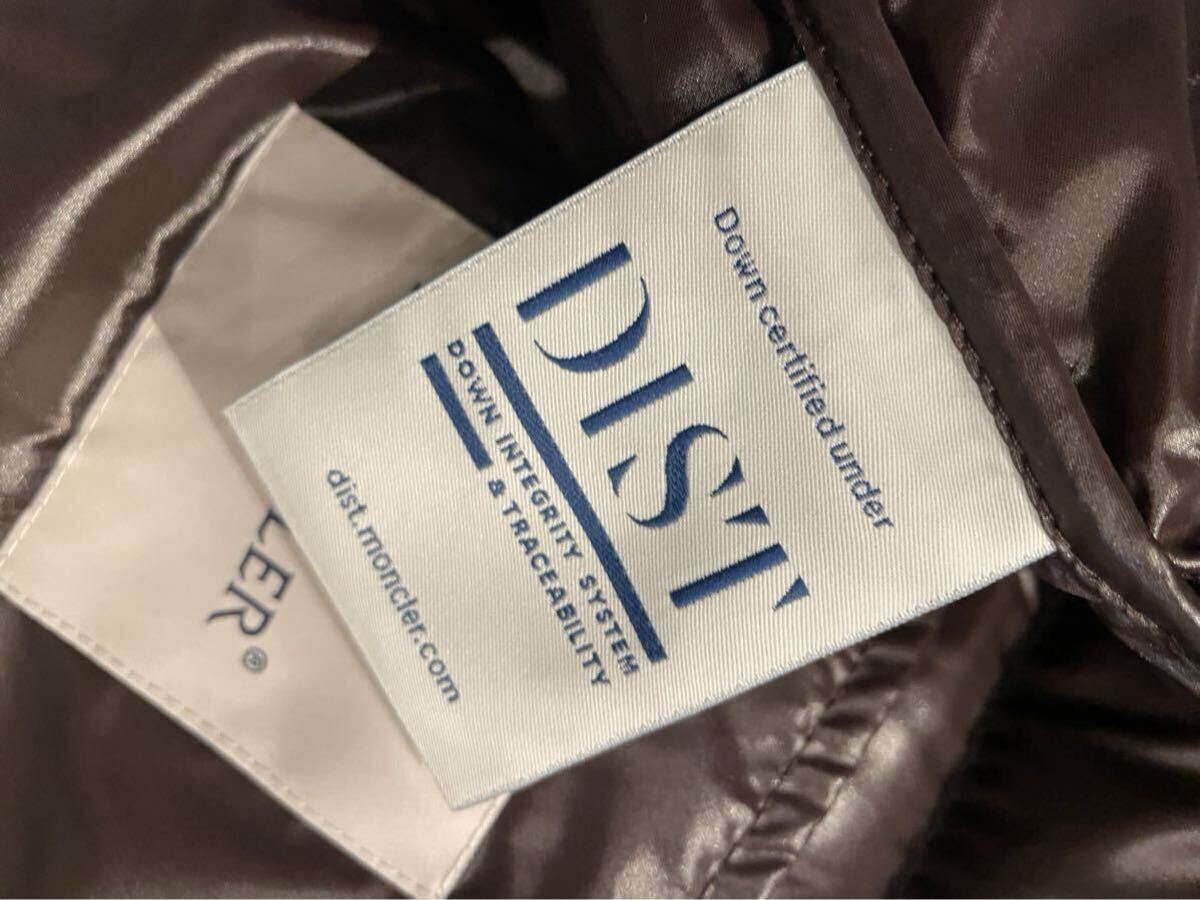 Down certified under
DIST
DOWN INTEGRITY SYSTEM
& TRACEABILITY
dist.moncler.com
LER®